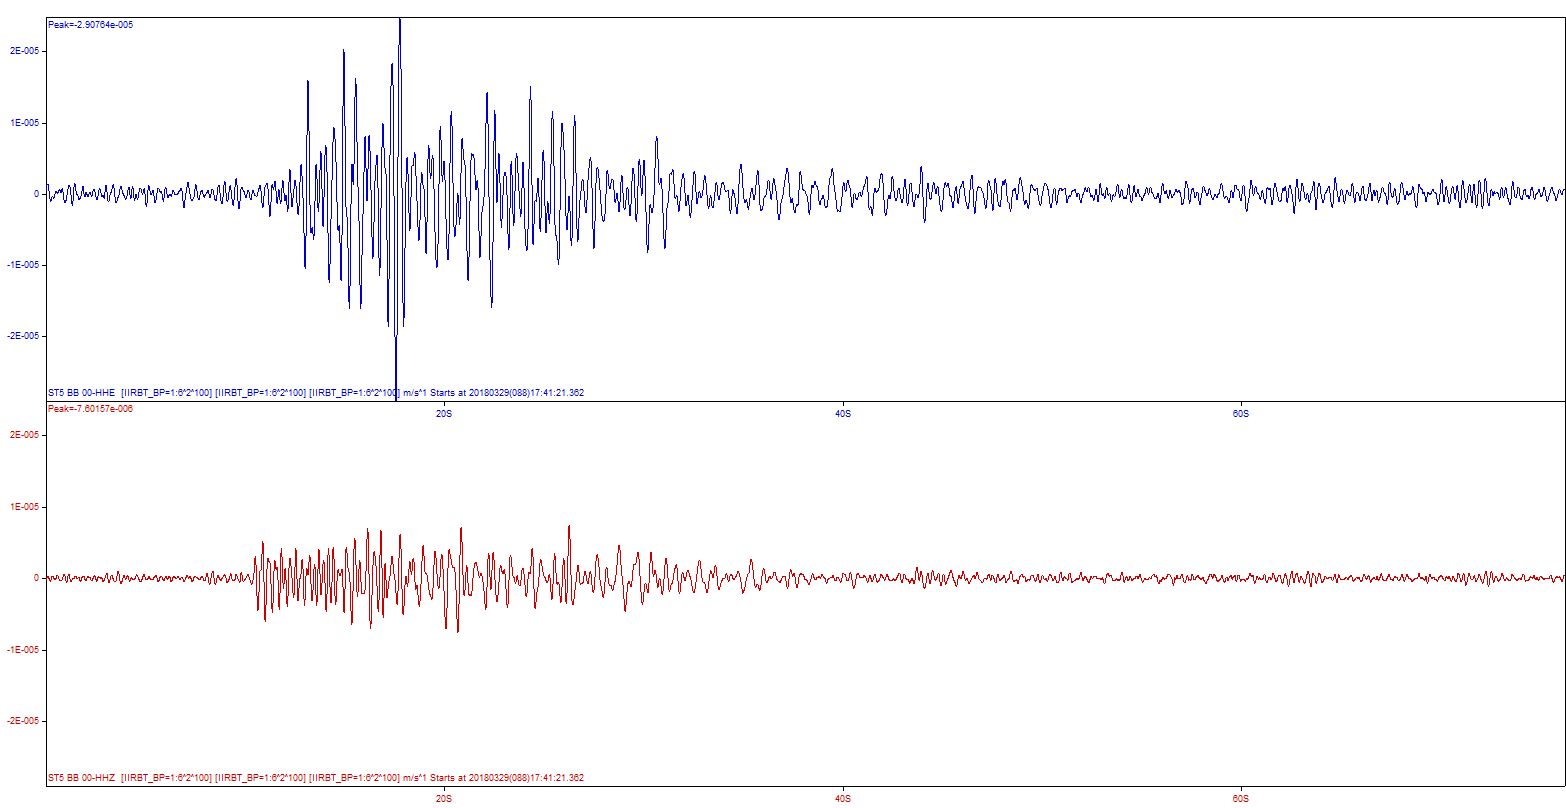 Peak=-2.90764e-005
2E-005
1E-005
0
-1E-005
-2E-005
ST5 BB 00-HHE [IIRBT_BP=1:6^2^100] [IIRBT_BP=1:6^2^100] [IIRBT_BP=1:6^2^100] m/s^1 Starts at 20180329(088)17:41:21.362
20S 40S 60S
Peak=-7.60157e-006
2E-005
1E-005
0
-1E-005
-2E-005
ST5 BB 00-HHZ [IIRBT_BP=1:6^2^100] [IIRBT_BP=1:6^2^100] [IIRBT_BP=1:6^2^100] m/s^1 Starts at 20180329(088)17:41:21.362
20S 40S 60S